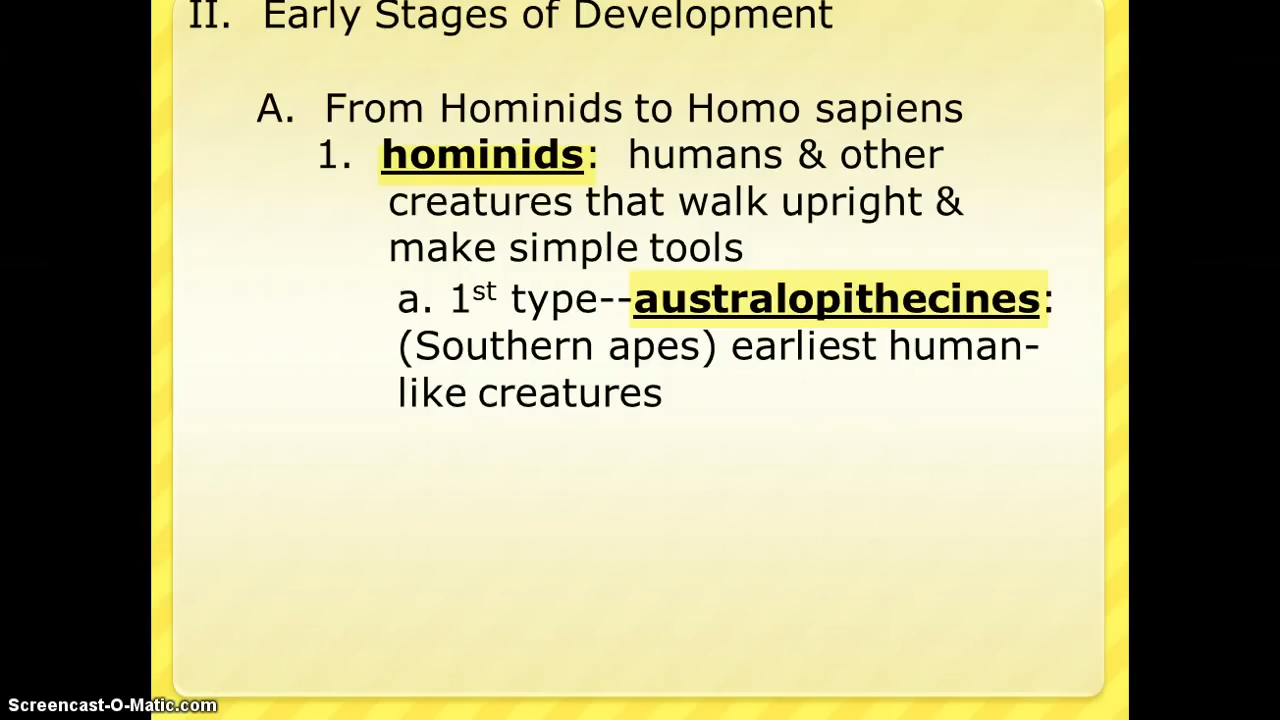 II. Early Stages of Development
A. From Hominids to Homo sapiens
1. hominids: humans & other
creatures that walk upright &
make simple tools
a. 1st type--australopithecines:
(Southern apes) earliest human-
like creatures
Screencast-O-Matic.com